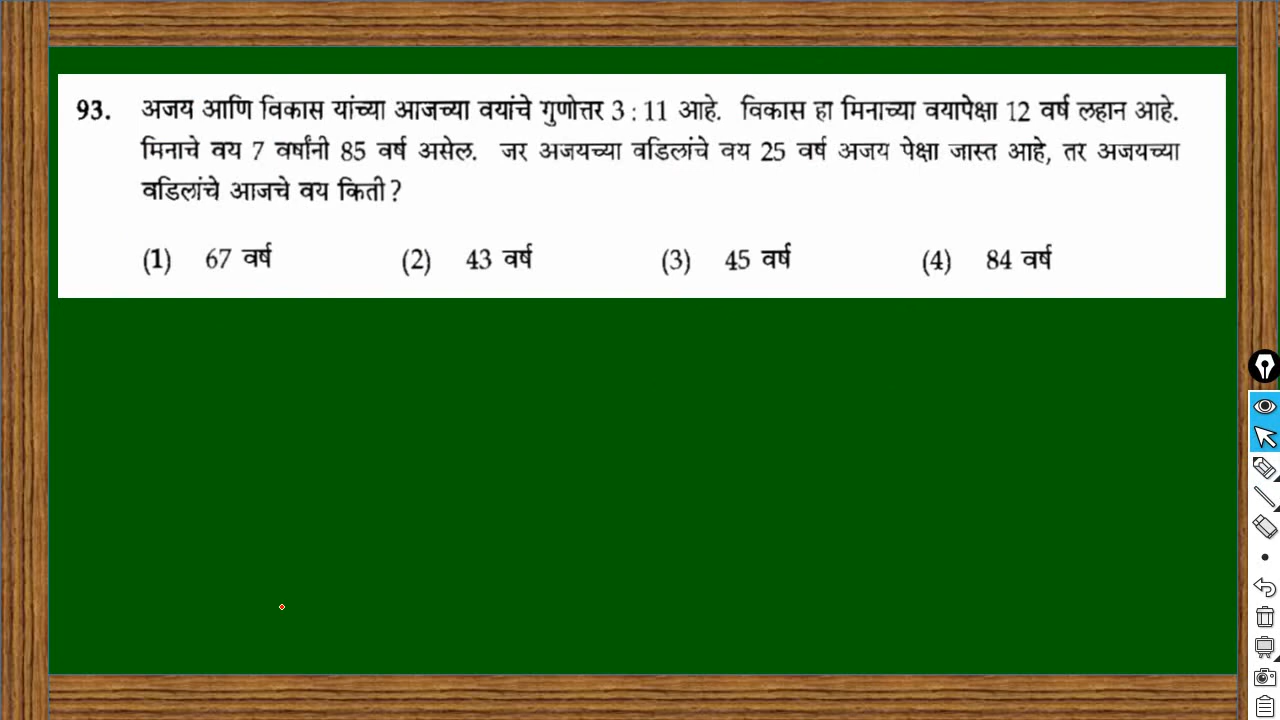 93. अजय आणि विकास यांच्या आजच्या वयांचे गुणोत्तर 3 : 11 आहे. विकास हा मिनाच्या वयापेक्षा 12 वर्ष लहान आहे.
मिनाचे वय 7 वर्षांनी 85 वर्ष असेल. जर अजयच्या वडिलांचे वय 25 वर्ष अजय पेक्षा जास्त आहे, तर अजयच्या
वडिलांचे आजचे वय किती ?
(1) 67 वर्ष (2) 43 वर्ष (3) 45 वर्ष (4) 84 वर्ष